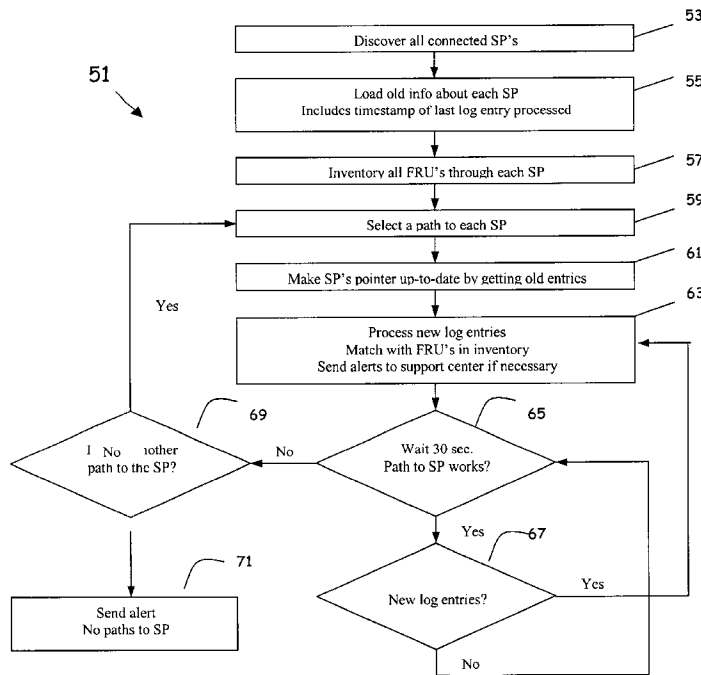 53
Discover all connected SP's
51
55
Load old info about each SP
Includes timestamp of last log entry processed
57
Inventory all FRU's through each SP
59
Select a path to each SP
61
Make SP's pointer up-to-date by getting old entries
63
Yes
Process new log entries
Match with FRU's in inventory
Send alerts to support center if necessary
69
65
No
path to the SP?
No
Wait 30 sec.
Path to SP works?
Yes
67
71
New log entries?
Yes
Send alert
No paths to SP
No